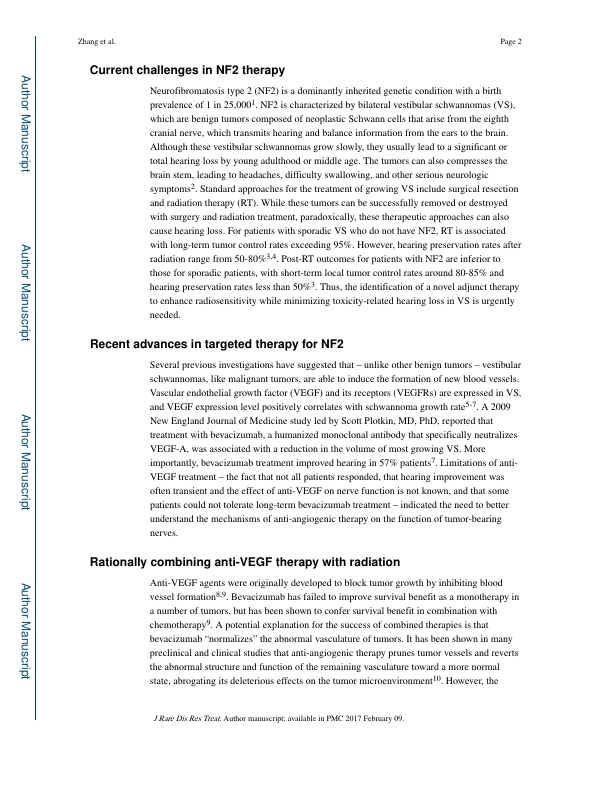 Zhang et al.
Page 2
Current challenges in NF2 therapy
Neurofibromatosis type 2 (NF2) is a dominantly inherited genetic condition with a birth
prevalence of 1 in 25,0001. NF2 is characterized by bilateral vestibular schwannomas (VS),
which are benign tumors composed of neoplastic Schwann cells that arise from the eighth
cranial nerve, which transmits hearing and balance information from the ears to the brain.
Although these vestibular schwannomas grow slowly, they usually lead to a significant or
total hearing loss by young adulthood or middle age. The tumors can also compresses the
brain stem, leading to headaches, difficulty swallowing, and other serious neurologic
symptoms2. Standard approaches for the treatment of growing VS include surgical resection
and radiation therapy (RT). While these tumors can be successfully removed or destroyed
with surgery and radiation treatment, paradoxically, these therapeutic approaches can also
cause hearing loss. For patients with sporadic VS who do not have NF2, RT is associated
with long-term tumor control rates exceeding 95%. However, hearing preservation rates after
radiation range from 50-80%3,4. Post-RT outcomes for patients with NF2 are inferior to
those for sporadic patients, with short-term local tumor control rates around 80-85% and
hearing preservation rates less than 50%3. Thus, the identification of a novel adjunct therapy
to enhance radiosensitivity while minimizing toxicity-related hearing loss in VS is urgently
needed.
Recent advances in targeted therapy for NF2
Several previous investigations have suggested that – unlike other benign tumors – vestibular
schwannomas, like malignant tumors, are able to induce the formation of new blood vessels.
Vascular endothelial growth factor (VEGF) and its receptors (VEGFRs) are expressed in VS,
and VEGF expression level positively correlates with schwannoma growth rate5-7. A 2009
New England Journal of Medicine study led by Scott Plotkin, MD, PhD, reported that
treatment with bevacizumab, a humanized monoclonal antibody that specifically neutralizes
VEGF-A, was associated with a reduction in the volume of most growing VS. More
importantly, bevacizumab treatment improved hearing in 57% patients7. Limitations of anti-
VEGF treatment – the fact that not all patients responded, that hearing improvement was
often transient and the effect of anti-VEGF on nerve function is not known, and that some
patients could not tolerate long-term bevacizumab treatment – indicated the need to better
understand the mechanisms of anti-angiogenic therapy on the function of tumor-bearing
nerves.
Rationally combining anti-VEGF therapy with radiation
Anti-VEGF agents were originally developed to block tumor growth by inhibiting blood
vessel formation8,9. Bevacizumab has failed to improve survival benefit as a monotherapy in
a number of tumors, but has been shown to confer survival benefit in combination with
chemotherapy9. A potential explanation for the success of combined therapies is that
bevacizumab “normalizes” the abnormal vasculature of tumors. It has been shown in many
preclinical and clinical studies that anti-angiogenic therapy prunes tumor vessels and reverts
the abnormal structure and function of the remaining vasculature toward a more normal
state, abrogating its deleterious effects on the tumor microenvironment10. However, the
J Rare Dis Res Treat. Author manuscript; available in PMC 2017 February 09.
Author Manuscript
Author Manuscript
Author Manuscript
Author Manuscript